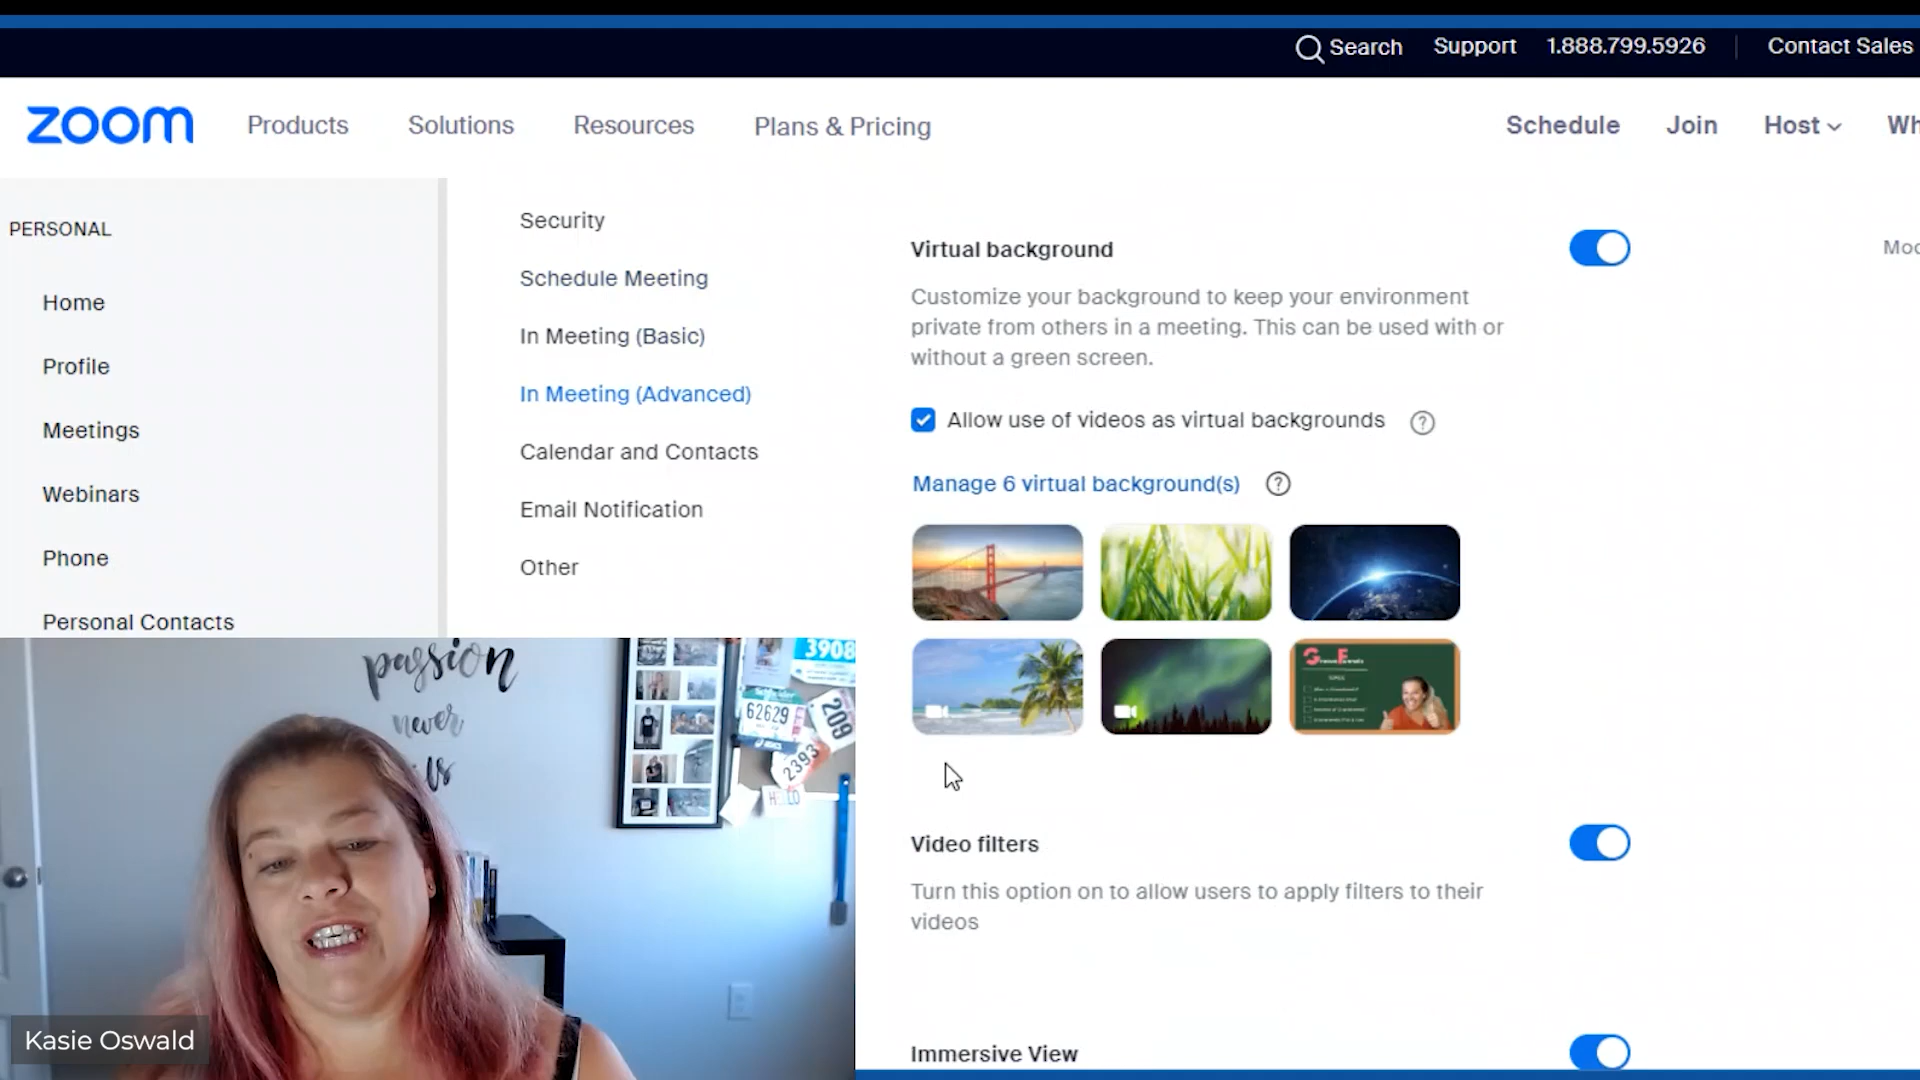 Search Support 1.888.799.5926 Contact Sales
zoom Products Solutions Resources Plans & Pricing Schedule Join Host Wh
PERSONAL
Home
Profile
Meetings
Webinars
Phone
Personal Contacts
Security
Schedule Meeting
In Meeting (Basic)
In Meeting (Advanced)
Calendar and Contacts
Email Notification
Other
Virtual background
Customize your background to keep your environment
private from others in a meeting. This can be used with or
without a green screen.
Allow use of videos as virtual backgrounds ?
Manage 6 virtual background(s) ?
Video filters
Turn this option on to allow users to apply filters to their
videos
Immersive View
passion
never
3908
62629
209
2393
HELLO
Kasie Oswald